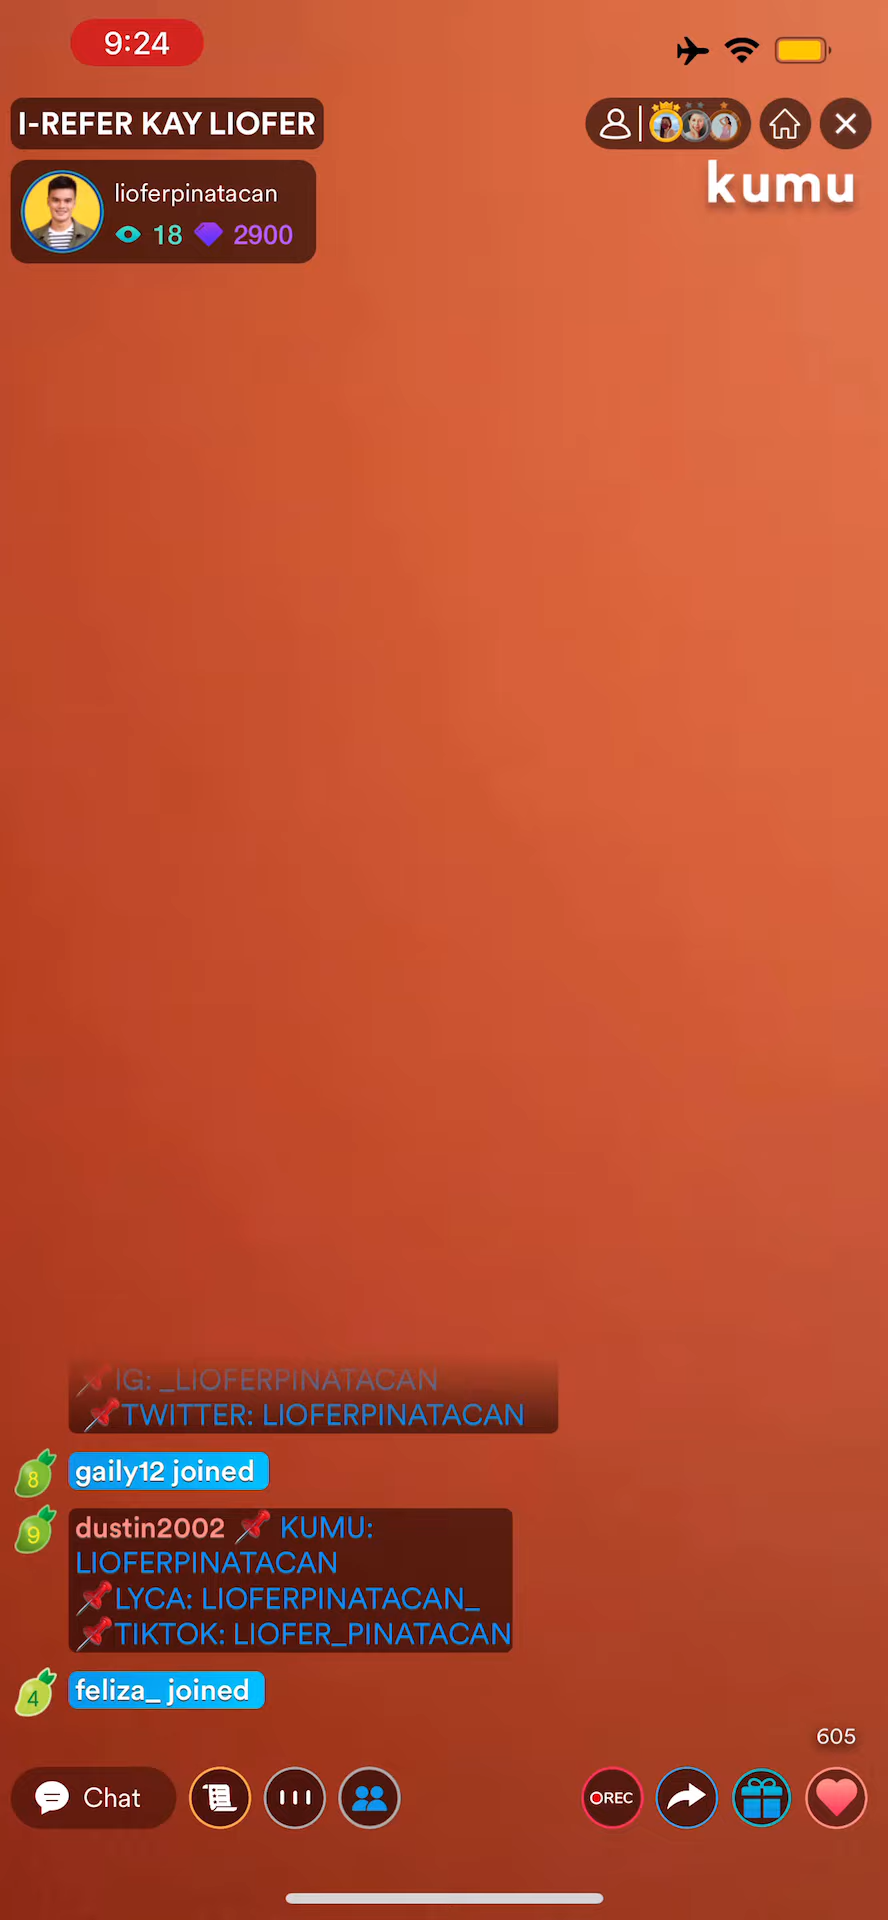 9:24
I-REFER KAY LIOFER
kumu
lioferpinatacan
18 2900
IG: _LIOFERPINATACAN
TWITTER: LIOFERPINATACAN
8 gaily12 joined
9 dustin2002 KUMU:
LIOFERPINATACAN
LYCA: LIOFERPINATACAN_
TIKTOK: LIOFER_PINATACAN
4 feliza_ joined
605
Chat
REC